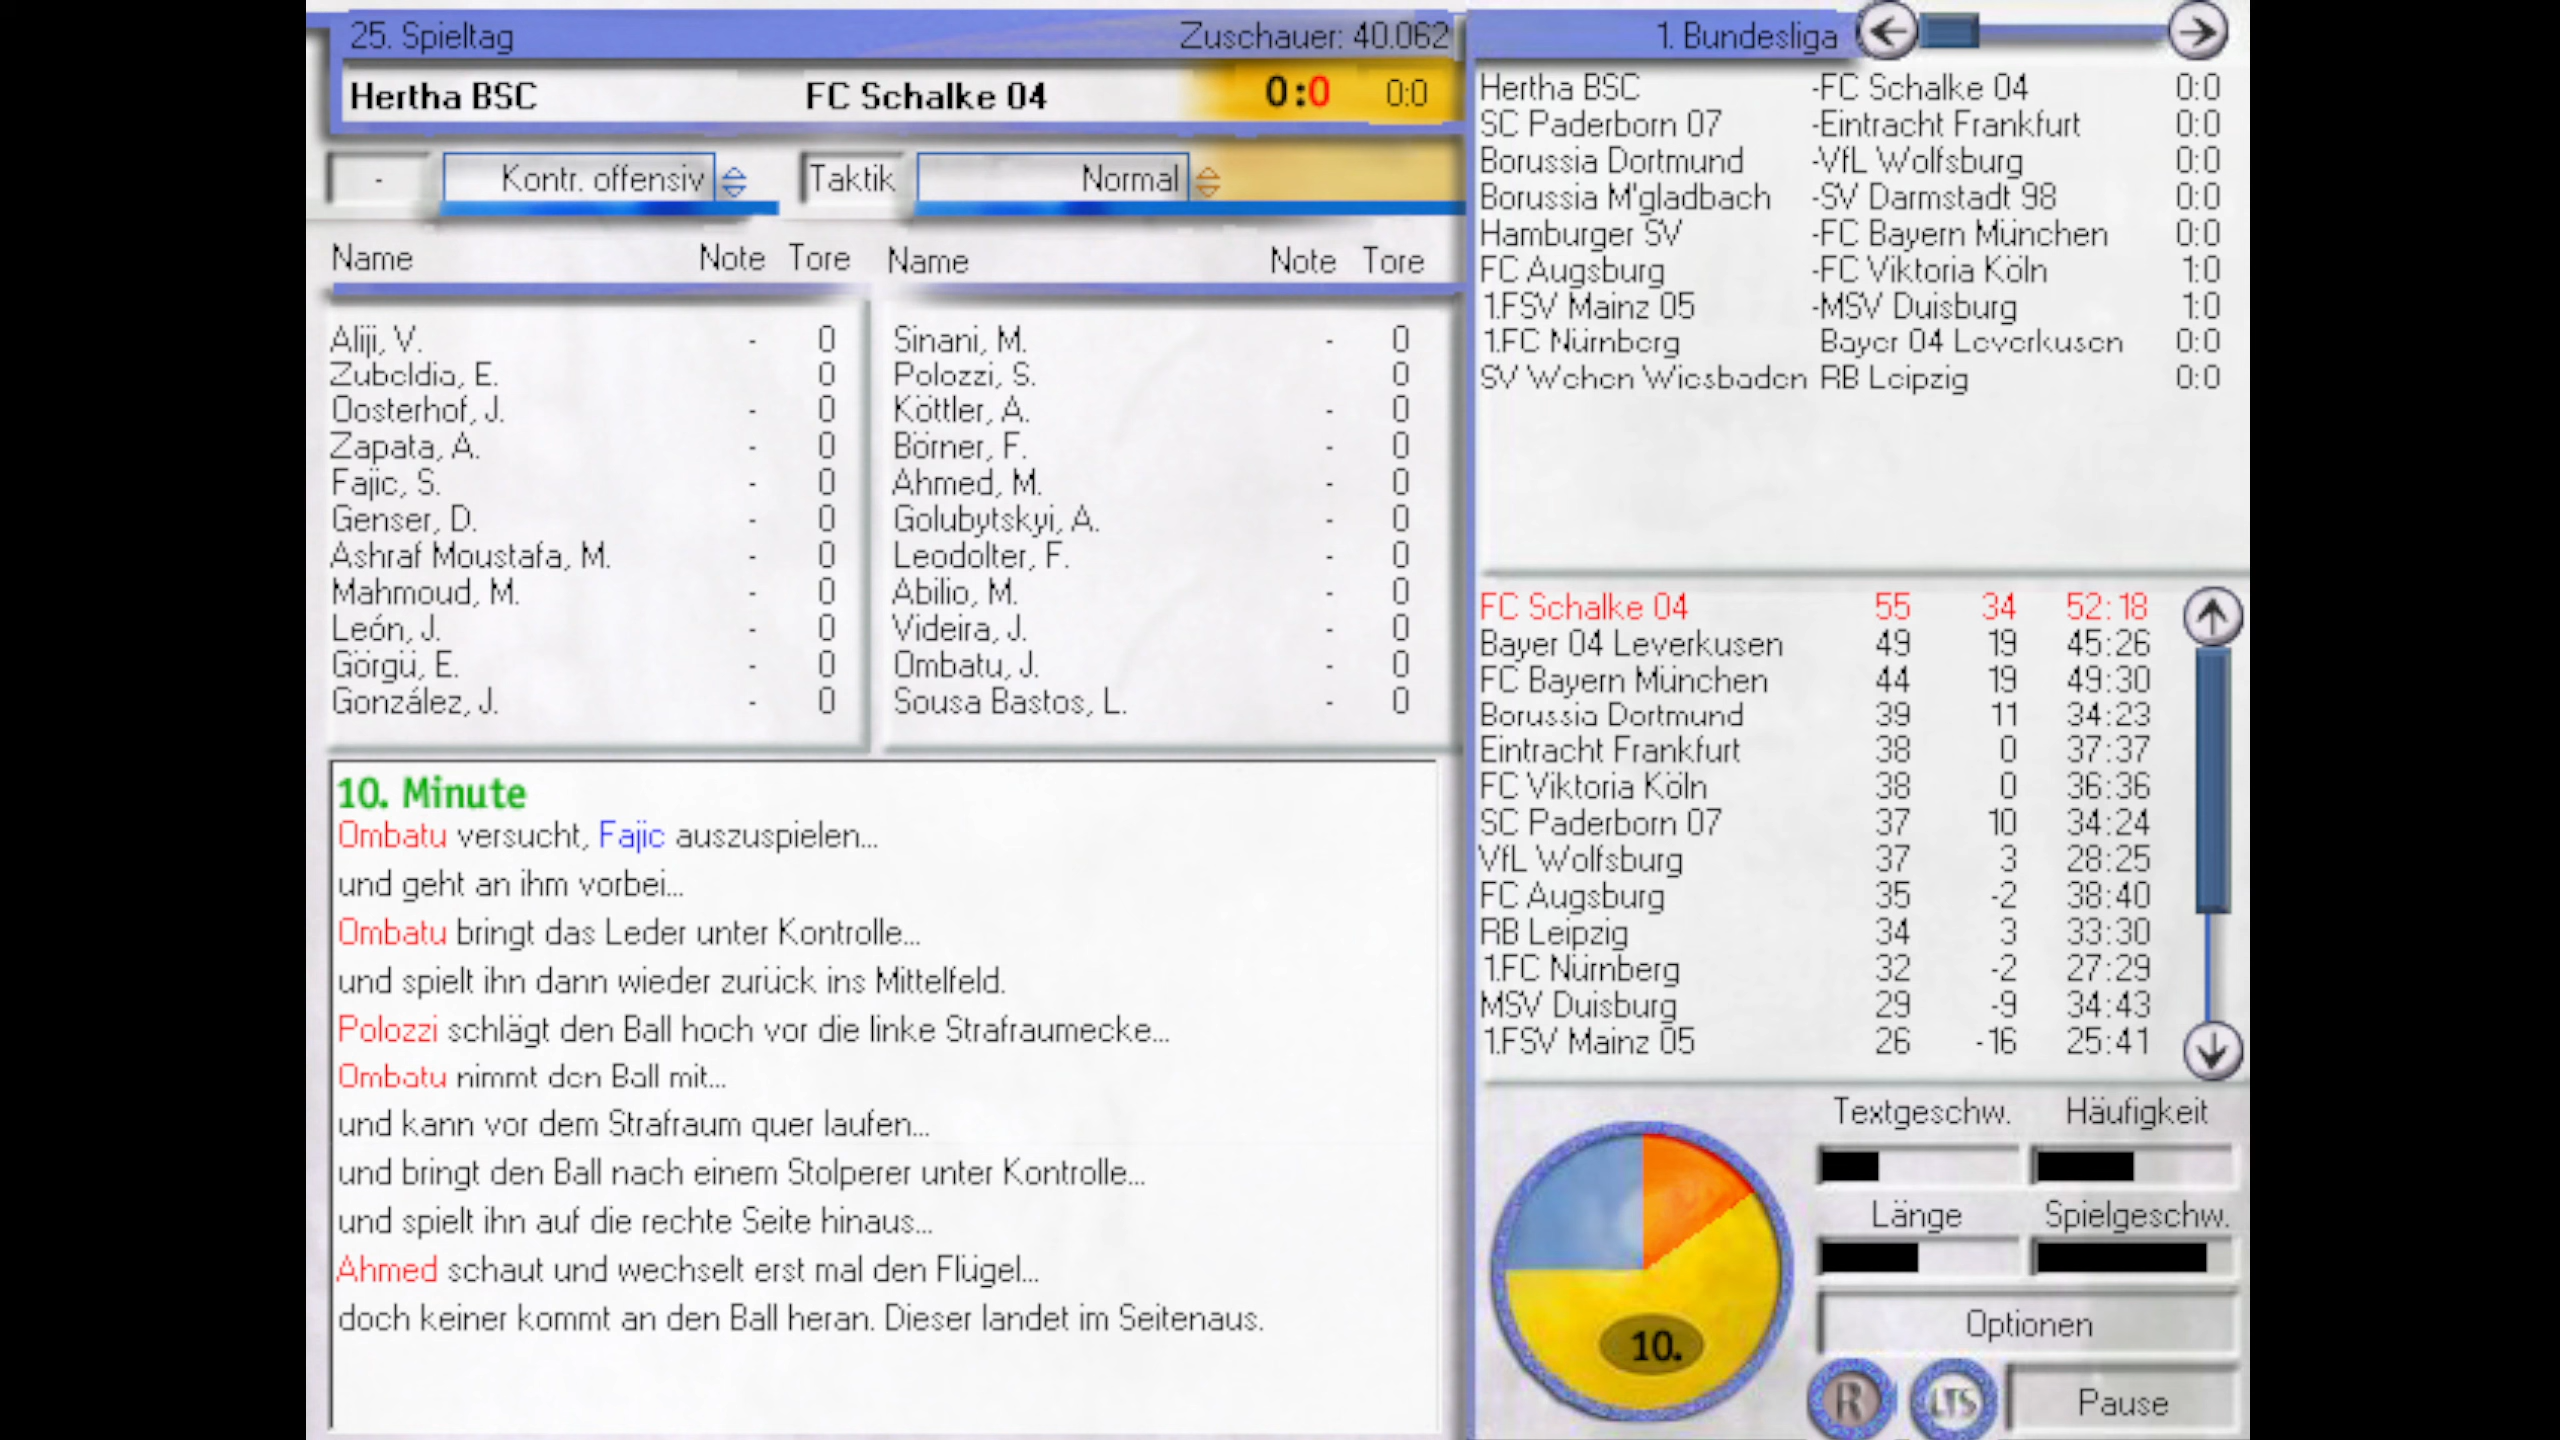 25. Spieltag Zuschauer: 40.062
Hertha BSC FC Schalke 04 0:0 0:0
- Kontr. offensiv Taktik Normal
Name Note Tore Name Note Tore
Aliji, V. - 0 Sinani, M. - 0
Zubeldia, E. 0 Polozzi, S. 0
Oosterhof, J. - 0 Köttler, A. - 0
Zapata, A. - 0 Börner, F. - 0
Fajic, S. - 0 Ahmed, M. - 0
Genser, D. - 0 Golubytskyi, A. - 0
Ashraf Moustafa, M. - 0 Leodolter, F. - 0
Mahmoud, M. - 0 Abilio, M. - 0
León, J. - 0 Videira, J. - 0
Görgü, E. - 0 Ombatu, J. - 0
González, J. - 0 Sousa Bastos, L. - 0
10. Minute
Ombatu versucht, Fajic auszuspielen...
und geht an ihm vorbei...
Ombatu bringt das Leder unter Kontrolle...
und spielt ihn dann wieder zurück ins Mittelfeld.
Polozzi schlägt den Ball hoch vor die linke Strafraumecke...
Ombatu nimmt den Ball mit...
und kann vor dem Strafraum quer laufen...
und bringt den Ball nach einem Stolperer unter Kontrolle...
und spielt ihn auf die rechte Seite hinaus...
Ahmed schaut und wechselt erst mal den Flügel...
doch keiner kommt an den Ball heran. Dieser landet im Seitenaus.
1. Bundesliga
Hertha BSC -FC Schalke 04 0:0
SC Paderborn 07 -Eintracht Frankfurt 0:0
Borussia Dortmund -VfL Wolfsburg 0:0
Borussia M'gladbach -SV Darmstadt 98 0:0
Hamburger SV -FC Bayern München 0:0
FC Augsburg -FC Viktoria Köln 1:0
1.FSV Mainz 05 -MSV Duisburg 1:0
1.FC Nürnberg Bayer 04 Leverkusen 0:0
SV Wehen Wiesbaden RB Leipzig 0:0
FC Schalke 04 55 34 52:18
Bayer 04 Leverkusen 49 19 45:26
FC Bayern München 44 19 49:30
Borussia Dortmund 39 11 34:23
Eintracht Frankfurt 38 0 37:37
FC Viktoria Köln 38 0 36:36
SC Paderborn 07 37 10 34:24
VfL Wolfsburg 37 3 28:25
FC Augsburg 35 -2 38:40
RB Leipzig 34 3 33:30
1.FC Nürnberg 32 -2 27:29
MSV Duisburg 29 -9 34:43
1.FSV Mainz 05 26 -16 25:41
Textgeschw. Häufigkeit
Länge Spielgeschw.
Optionen
10.
R LTS Pause